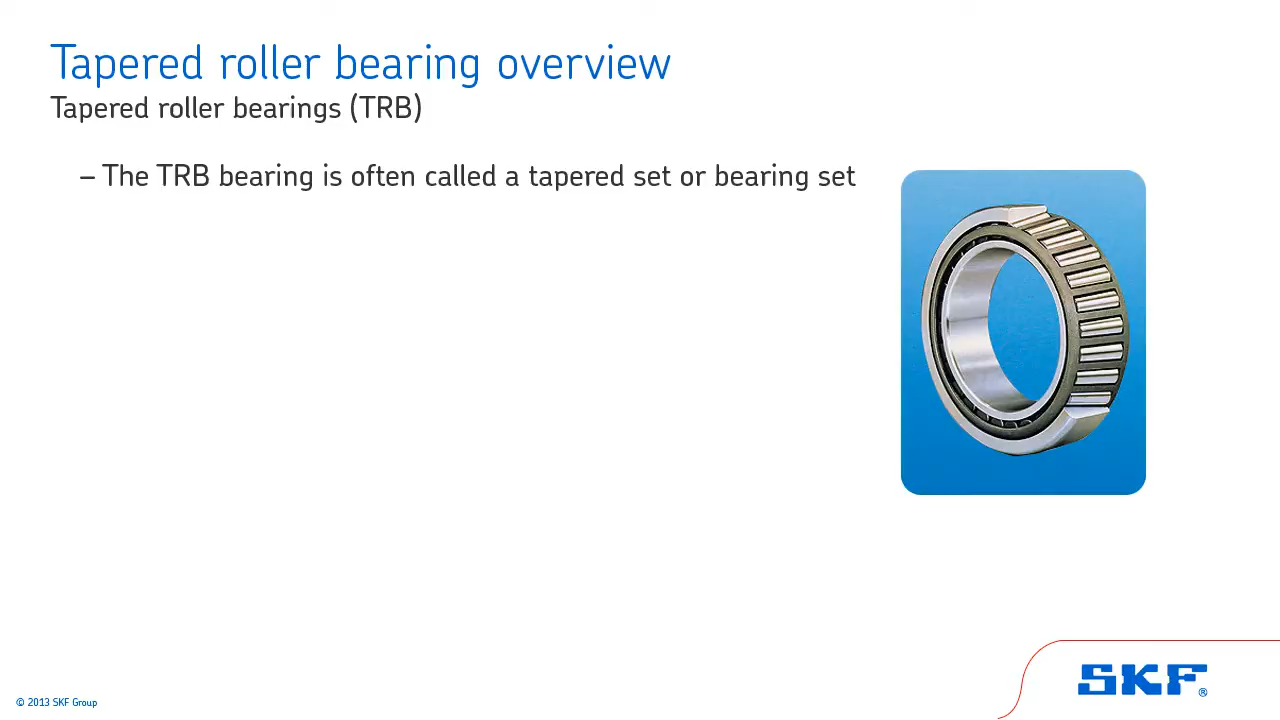 Tapered roller bearing overview
Tapered roller bearings (TRB)
– The TRB bearing is often called a tapered set or bearing set
SKF®
© 2013 SKF Group